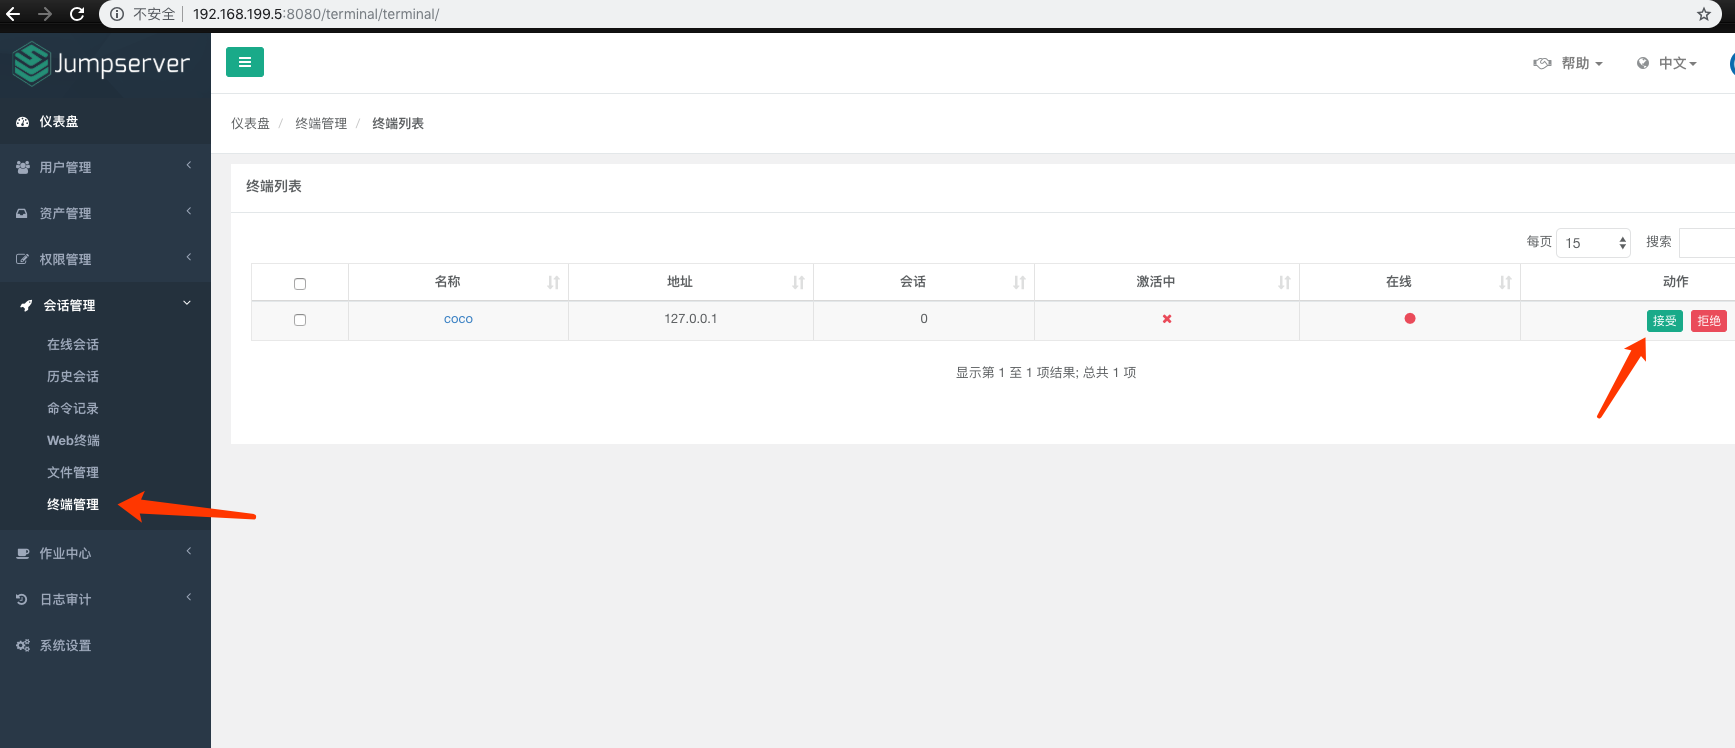 不安全 192.168.199.5:8080/terminal/terminal/
Jumpserver
帮助 中文
仪表盘
用户管理
资产管理
权限管理
会话管理
在线会话
历史会话
命令记录
Web终端
文件管理
终端管理
作业中心
日志审计
系统设置
仪表盘 / 终端管理 / 终端列表
终端列表
每页 15 搜索
名称 地址 会话 激活中 在线 动作
coco 127.0.0.1 0 接受 拒绝
显示第 1 至 1 项结果; 总共 1 项